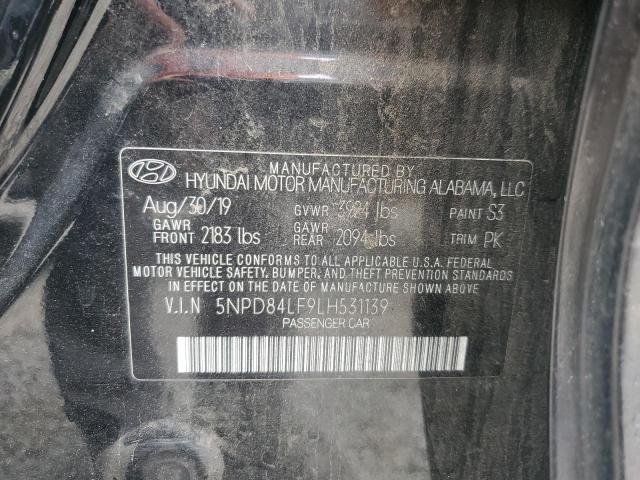 MANUFACTURED BY
HYUNDAI MOTOR MANUFACTURING ALABAMA, LLC
Aug/30/19 GVWR 3924 lbs PAINT S3
GAWR FRONT 2183 lbs GAWR REAR 2094 lbs TRIM PK
THIS VEHICLE CONFORMS TO ALL APPLICABLE U.S.A. FEDERAL
MOTOR VEHICLE SAFETY, BUMPER, AND THEFT PREVENTION STANDARDS
IN EFFECT ON THE DATE OF MANUFACTURE SHOWN ABOVE.
V.I.N 5NPD84LF9LH531139
PASSENGER CAR